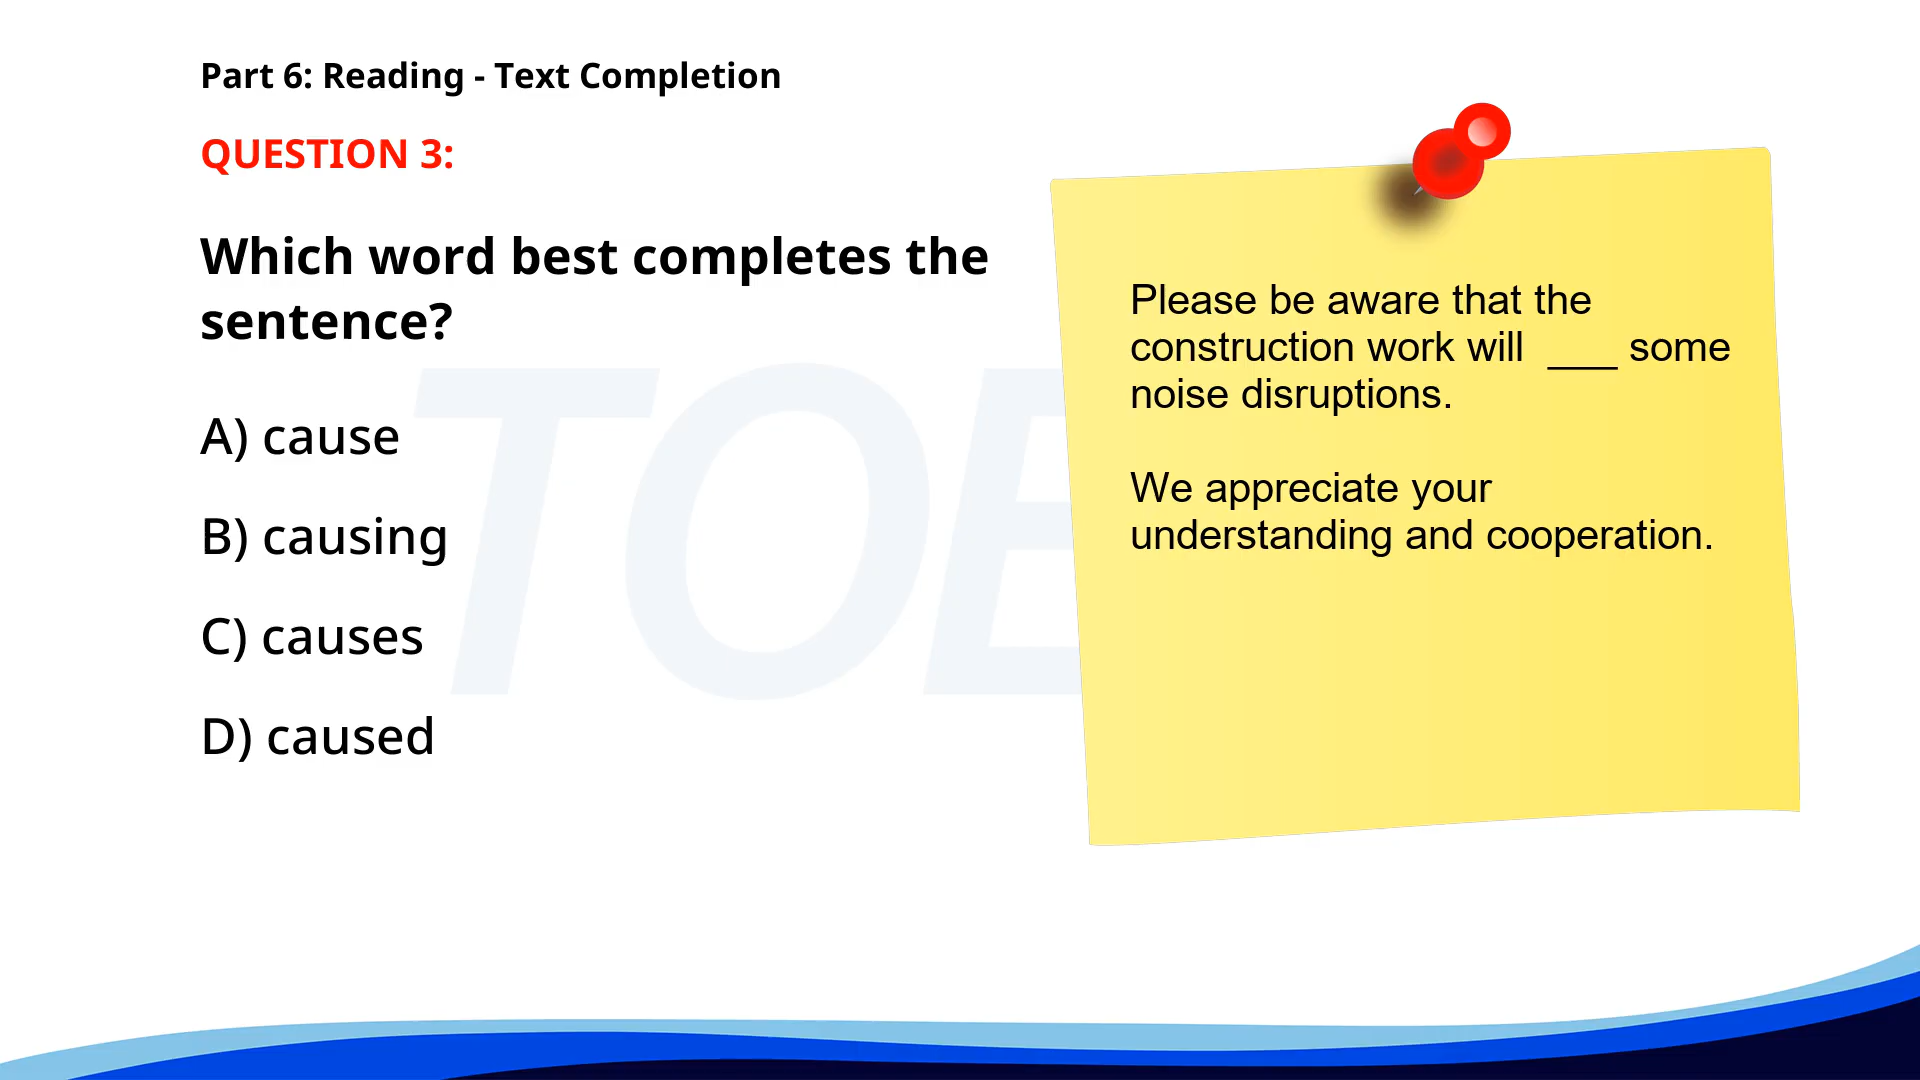 Part 6: Reading - Text Completion
QUESTION 3:
Which word best completes the
sentence?
A) cause
B) causing
C) causes
D) caused
TOE
Please be aware that the
construction work will ___ some
noise disruptions.
We appreciate your
understanding and cooperation.